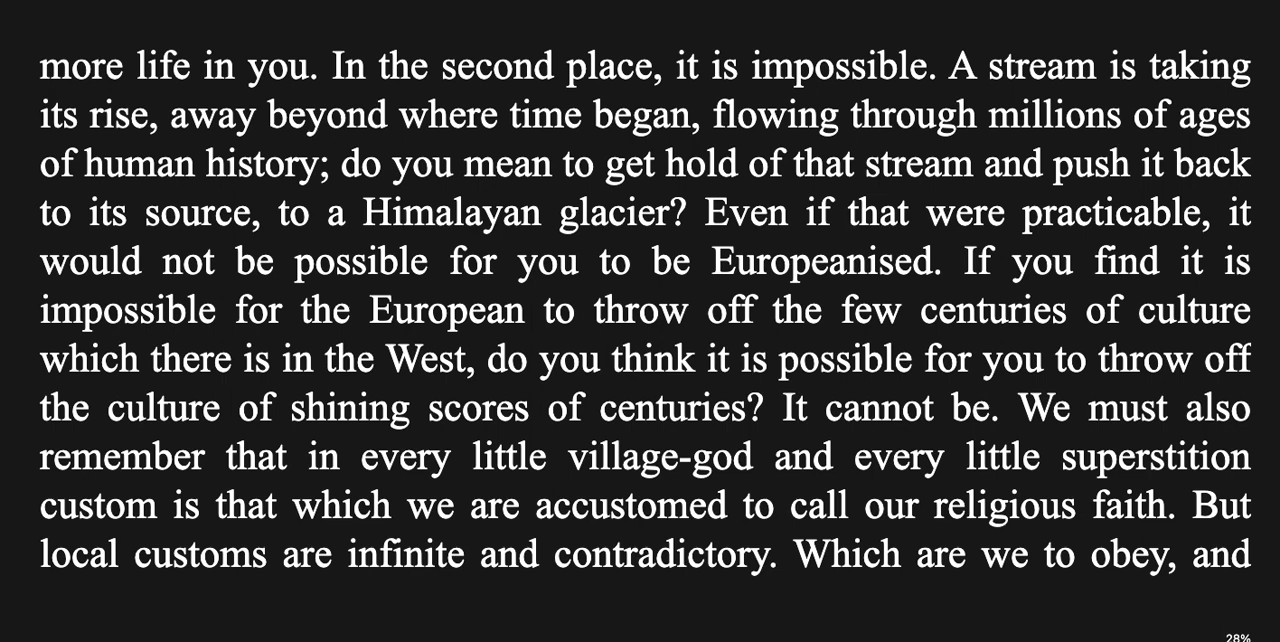 more life in you. In the second place, it is impossible. A stream is taking
its rise, away beyond where time began, flowing through millions of ages
of human history; do you mean to get hold of that stream and push it back
to its source, to a Himalayan glacier? Even if that were practicable, it
would not be possible for you to be Europeanised. If you find it is
impossible for the European to throw off the few centuries of culture
which there is in the West, do you think it is possible for you to throw off
the culture of shining scores of centuries? It cannot be. We must also
remember that in every little village-god and every little superstition
custom is that which we are accustomed to call our religious faith. But
local customs are infinite and contradictory. Which are we to obey, and
28%